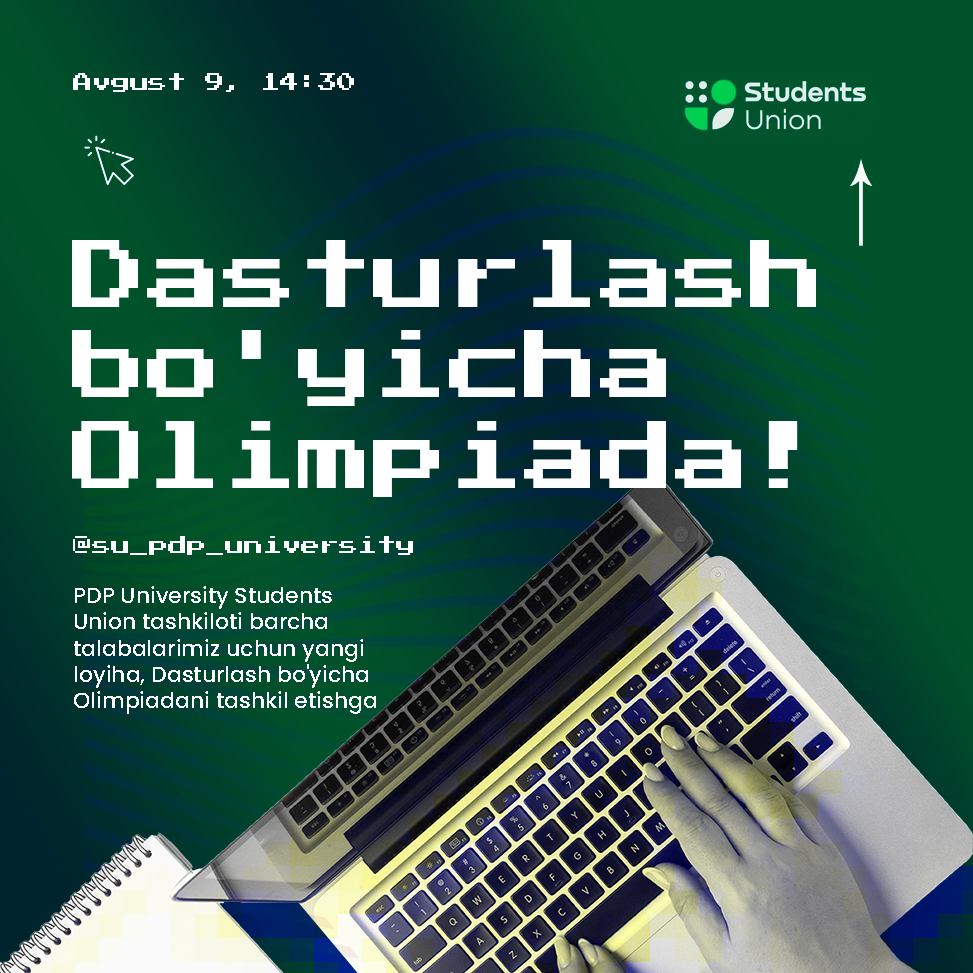 Avgust 9, 14:30
Students
Union
Dasturlash
bo'yicha
Olimpiada!
@su_pdp_university
PDP University Students
Union tashkiloti barcha
talabalarimiz uchun yangi
loyiha, Dasturlash bo'yicha
Olimpiadani tashkil etishga